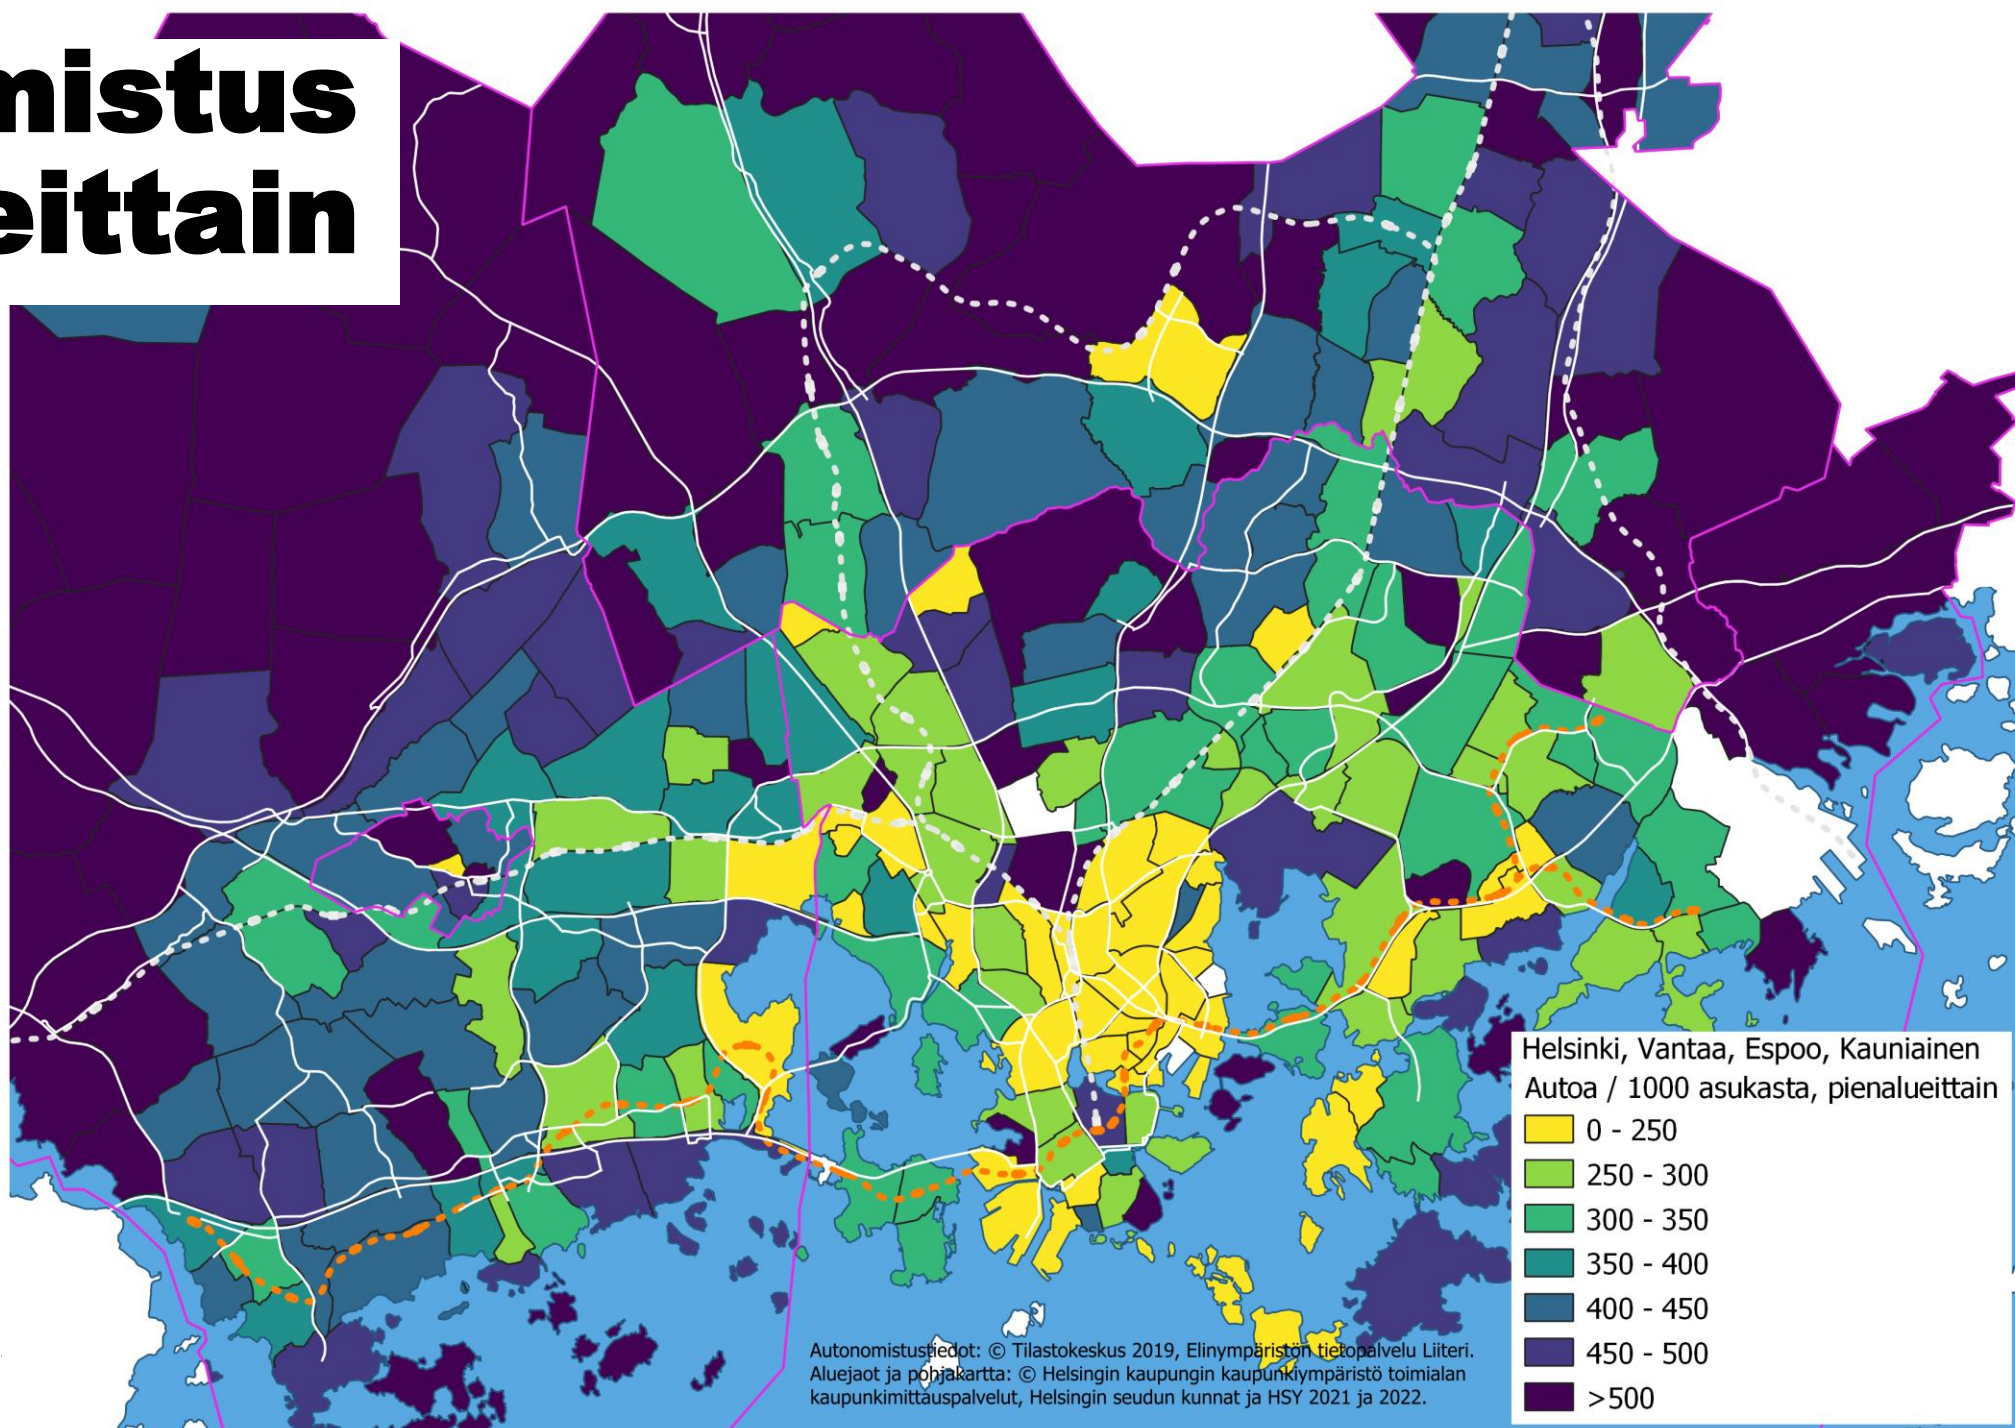 mistus
eittain
Helsinki, Vantaa, Espoo, Kauniainen
Autoa / 1000 asukasta, pienalueittain
0 - 250
250 - 300
300 - 350
350 - 400
400 - 450
450 - 500
>500
Autonomistustiedot: © Tilastokeskus 2019, Elinympäristön tietopalvelu Liiteri.
Aluejaot ja pohjakartta: © Helsingin kaupungin kaupunkiympäristö toimialan
kaupunkimittauspalvelut, Helsingin seudun kunnat ja HSY 2021 ja 2022.